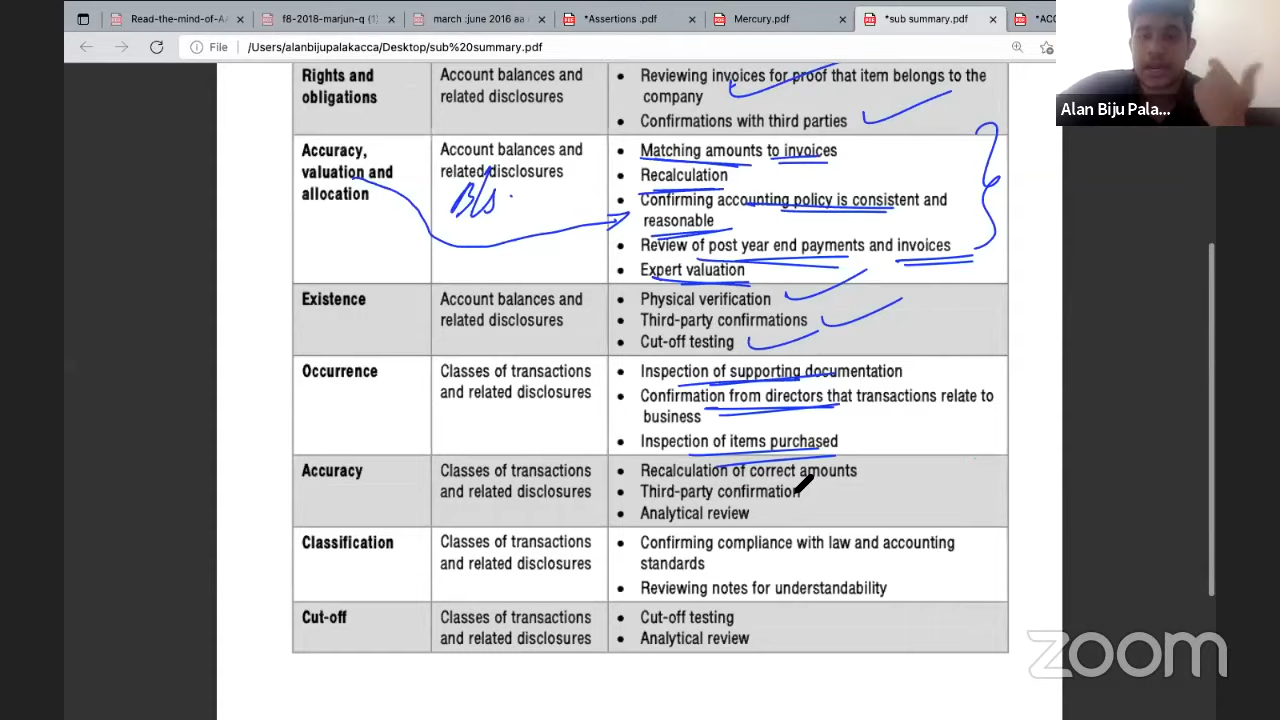 Read-the-mind-of-AA
f8-2018-marjun-q (1)
march :june 2016 aa
*Assertions .pdf
Mercury.pdf
*sub summary.pdf
*ACC
File
/Users/alanbijupalakacca/Desktop/sub%20summary.pdf
Alan Biju Pala...
Rights and obligations
Account balances and related disclosures
• Reviewing invoices for proof that item belongs to the
company
• Confirmations with third parties
Accuracy,
valuation and
allocation
Account balances and
related disclosures
B/s
• Matching amounts to invoices
• Recalculation
• Confirming accounting policy is consistent and
reasonable
• Review of post year end payments and invoices
• Expert valuation
Existence
Account balances and
related disclosures
• Physical verification
• Third-party confirmations
• Cut-off testing
Occurrence
Classes of transactions
and related disclosures
• Inspection of supporting documentation
• Confirmation from directors that transactions relate to
business
• Inspection of items purchased
Accuracy
Classes of transactions
and related disclosures
• Recalculation of correct amounts
• Third-party confirmation
• Analytical review
Classification
Classes of transactions
and related disclosures
• Confirming compliance with law and accounting
standards
• Reviewing notes for understandability
Cut-off
Classes of transactions
and related disclosures
• Cut-off testing
• Analytical review
zoom